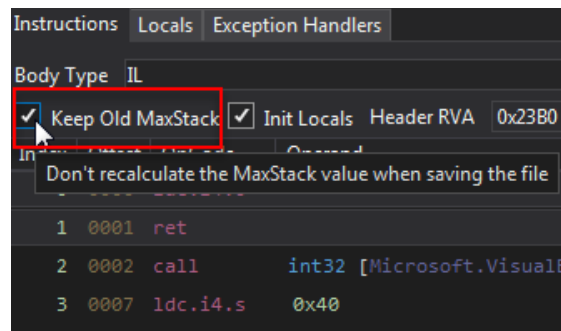 Instructions Locals Exception Handlers
Body Type IL
Keep Old MaxStack Init Locals Header RVA 0x23B0
Don't recalculate the MaxStack value when saving the file
1 0001 ret
2 0002 call int32 [Microsoft.Visual
3 0007 ldc.i4.s 0x40